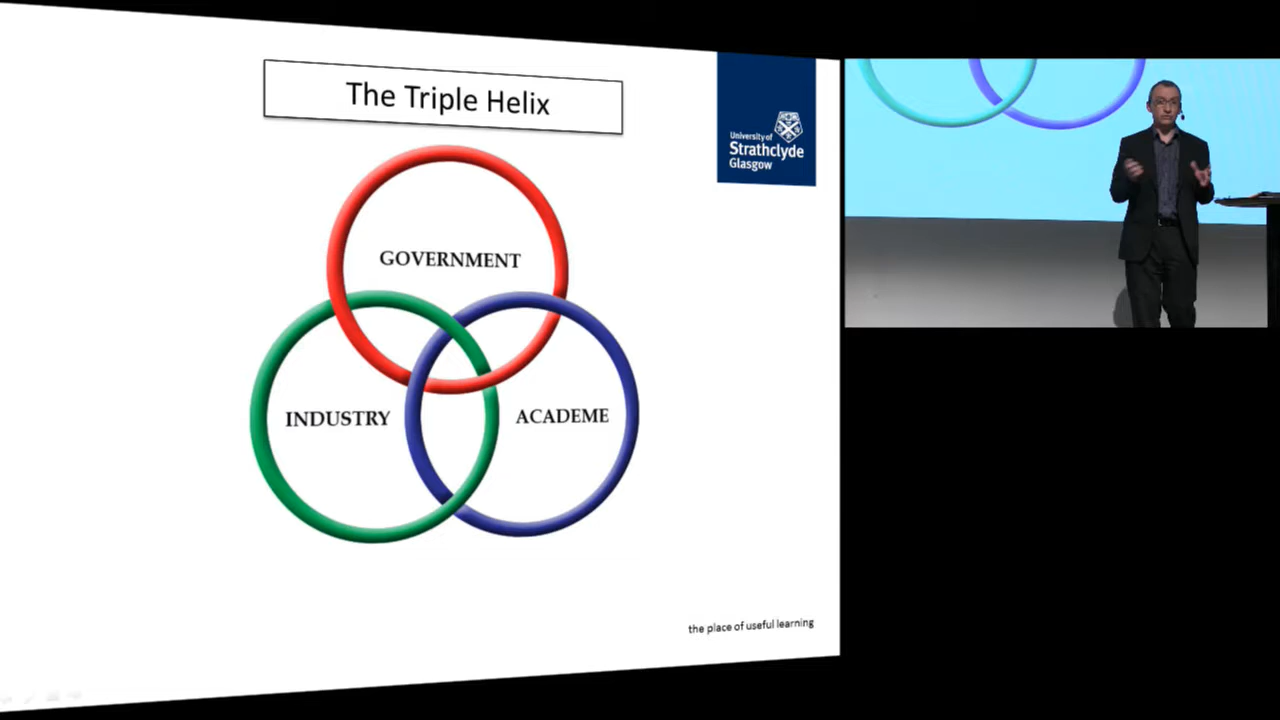 The Triple Helix
University of
Strathclyde
Glasgow
GOVERNMENT
INDUSTRY
ACADEME
the place of useful learning